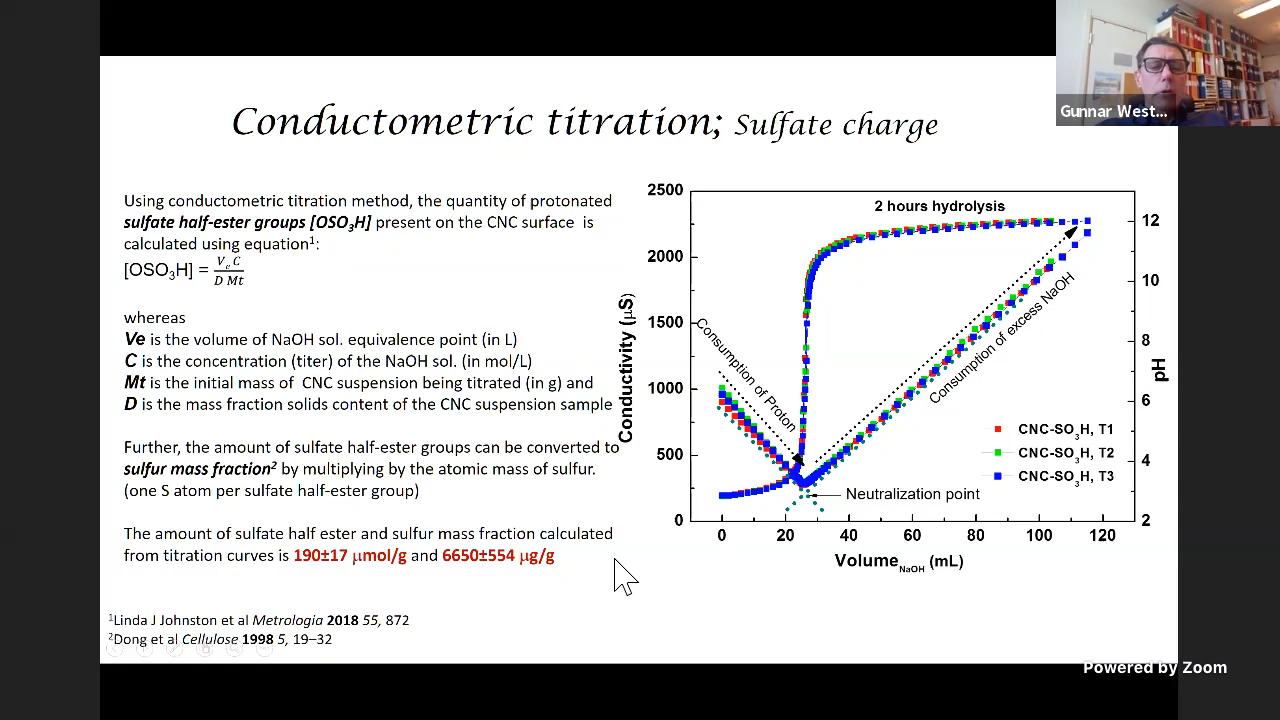 Gunnar West...
Conductometric titration; Sulfate charge
Using conductometric titration method, the quantity of protonated
sulfate half-ester groups [OSO₃H] present on the CNC surface is
calculated using equation¹:
[OSO₃H] = VₑC / D Mt
whereas
Ve is the volume of NaOH sol. equivalence point (in L)
C is the concentration (titer) of the NaOH sol. (in mol/L)
Mt is the initial mass of CNC suspension being titrated (in g) and
D is the mass fraction solids content of the CNC suspension sample
Further, the amount of sulfate half-ester groups can be converted to
sulfur mass fraction² by multiplying by the atomic mass of sulfur.
(one S atom per sulfate half-ester group)
The amount of sulfate half ester and sulfur mass fraction calculated
from titration curves is 190±17 µmol/g and 6650±554 µg/g
¹Linda J Johnston et al Metrologia 2018 55, 872
²Dong et al Cellulose 1998 5, 19–32
2 hours hydrolysis
Conductivity (µS)
2500
2000
1500
1000
500
0
Consumption of Proton
Consumption of excess NaOH
Neutralization point
CNC-SO₃H, T1
CNC-SO₃H, T2
CNC-SO₃H, T3
12
10
8
6
4
2
pH
0 20 40 60 80 100 120
Volume NaOH (mL)
Powered by Zoom